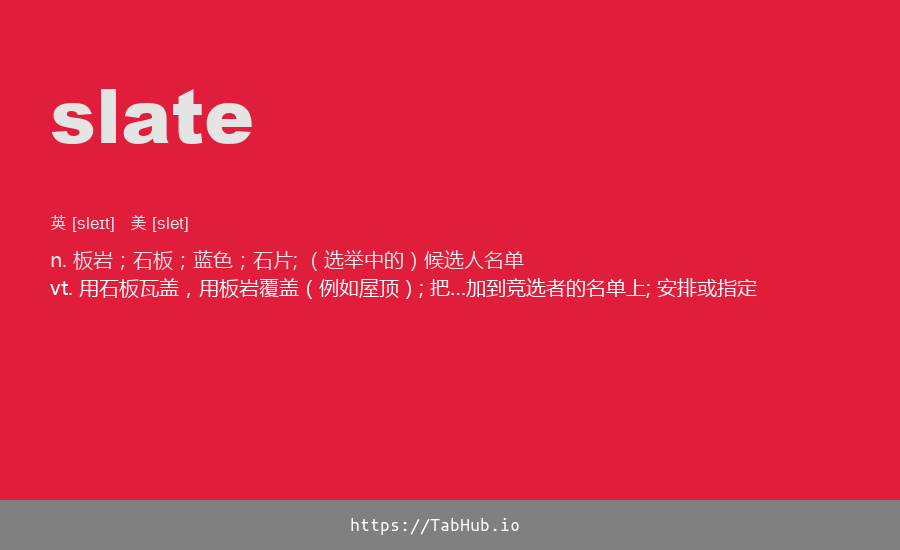 slate
英 [sleɪt]   美 [slet]
n. 板岩；石板；蓝色；石片; （选举中的）候选人名单
vt. 用石板瓦盖，用板岩覆盖（例如屋顶）; 把…加到竞选者的名单上; 安排或指定
https://TabHub.io